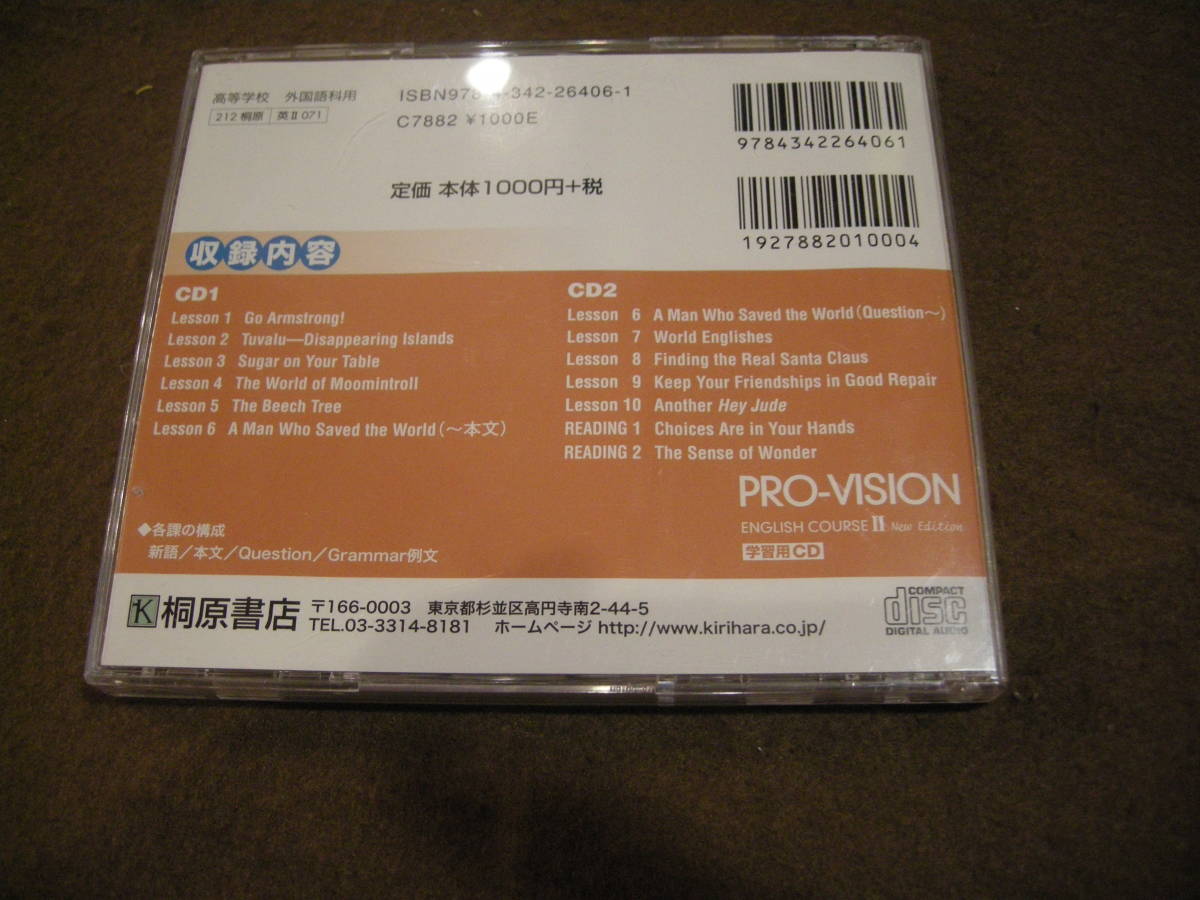 高等学校 外国語科用
212 桐原 英Ⅱ071
ISBN978-4-342-26406-1
C7882 ¥1000E
定価 本体1000円+税
9784342264061
1927882010004
収録内容
CD1
Lesson 1 Go Armstrong!
Lesson 2 Tuvalu—Disappearing Islands
Lesson 3 Sugar on Your Table
Lesson 4 The World of Moomintroll
Lesson 5 The Beech Tree
Lesson 6 A Man Who Saved the World(〜本文)
CD2
Lesson 6 A Man Who Saved the World(Question〜)
Lesson 7 World Englishes
Lesson 8 Finding the Real Santa Claus
Lesson 9 Keep Your Friendships in Good Repair
Lesson 10 Another Hey Jude
READING 1 Choices Are in Your Hands
READING 2 The Sense of Wonder
PRO-VISION
ENGLISH COURSE Ⅱ New Edition
学習用CD
◆各課の構成
新語/本文/Question/Grammar例文
K 桐原書店
〒166-0003 東京都杉並区高円寺南2-44-5
TEL.03-3314-8181 ホームページ http://www.kirihara.co.jp/
COMPACT
disc
DIGITAL AUDIO